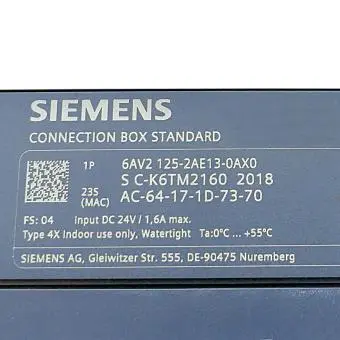 SIEMENS
CONNECTION BOX STANDARD
1P 6AV2 125-2AE13-0AX0
S C-K6TM2160 2018
23S (MAC) AC-64-17-1D-73-70
FS: 04 Input DC 24V / 1,6A max.
Type 4X Indoor use only, Watertight Ta:0°C ... +55°C
SIEMENS AG, Gleiwitzer Str. 555, DE-90475 Nuremberg